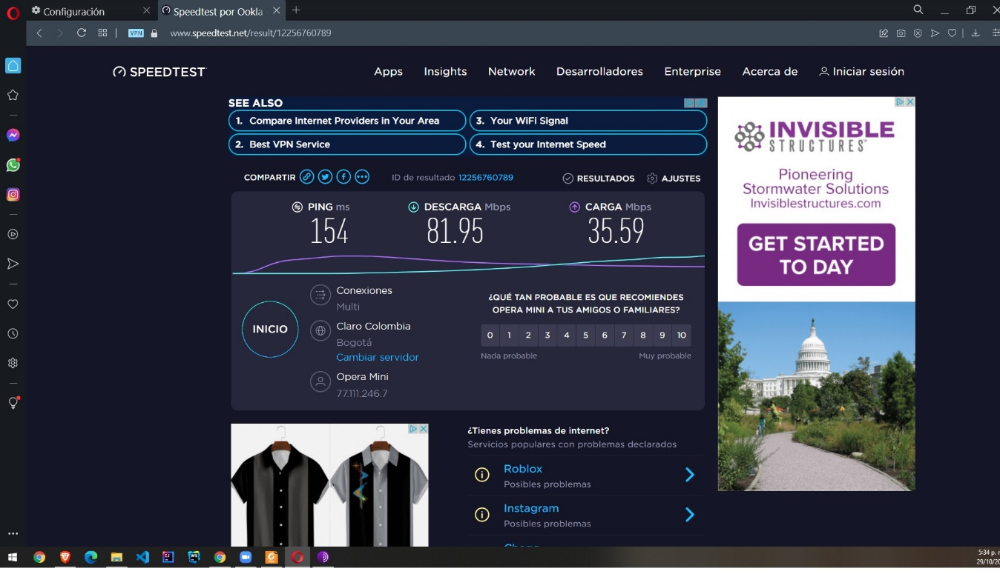 Configuración
Speedtest por Ookla
VPN
www.speedtest.net/result/12256760789
SPEEDTEST
Apps
Insights
Network
Desarrolladores
Enterprise
Acerca de
Iniciar sesión
SEE ALSO
1. Compare Internet Providers in Your Area
3. Your WiFi Signal
2. Best VPN Service
4. Test your Internet Speed
COMPARTIR
ID de resultado 12256760789
RESULTADOS
AJUSTES
PING ms
DESCARGA Mbps
CARGA Mbps
154
81.95
35.59
INICIO
Conexiones
Multi
Claro Colombia
Bogotá
Cambiar servidor
Opera Mini
77.111.246.7
¿QUÉ TAN PROBABLE ES QUE RECOMIENDES
OPERA MINI A TUS AMIGOS O FAMILIARES?
0 1 2 3 4 5 6 7 8 9 10
Nada probable
Muy probable
¿Tienes problemas de internet?
Servicios populares con problemas declarados
Roblox
Posibles problemas
Instagram
Posibles problemas
INVISIBLE
STRUCTURES™
Pioneering
Stormwater Solutions
Invisiblestructures.com
GET STARTED
TO DAY
5:34 p.
29/10/20